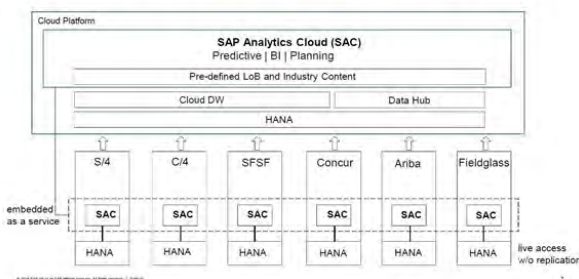 Cloud Platform
SAP Analytics Cloud (SAC)
Predictive | BI | Planning
Pre-defined LoB and Industry Content
Cloud DW
Data Hub
HANA
S/4
C/4
SFSF
Concur
Ariba
Fieldglass
embedded
as a service
SAC
SAC
SAC
SAC
SAC
SAC
HANA
HANA
HANA
HANA
HANA
HANA
live access
w/o replication